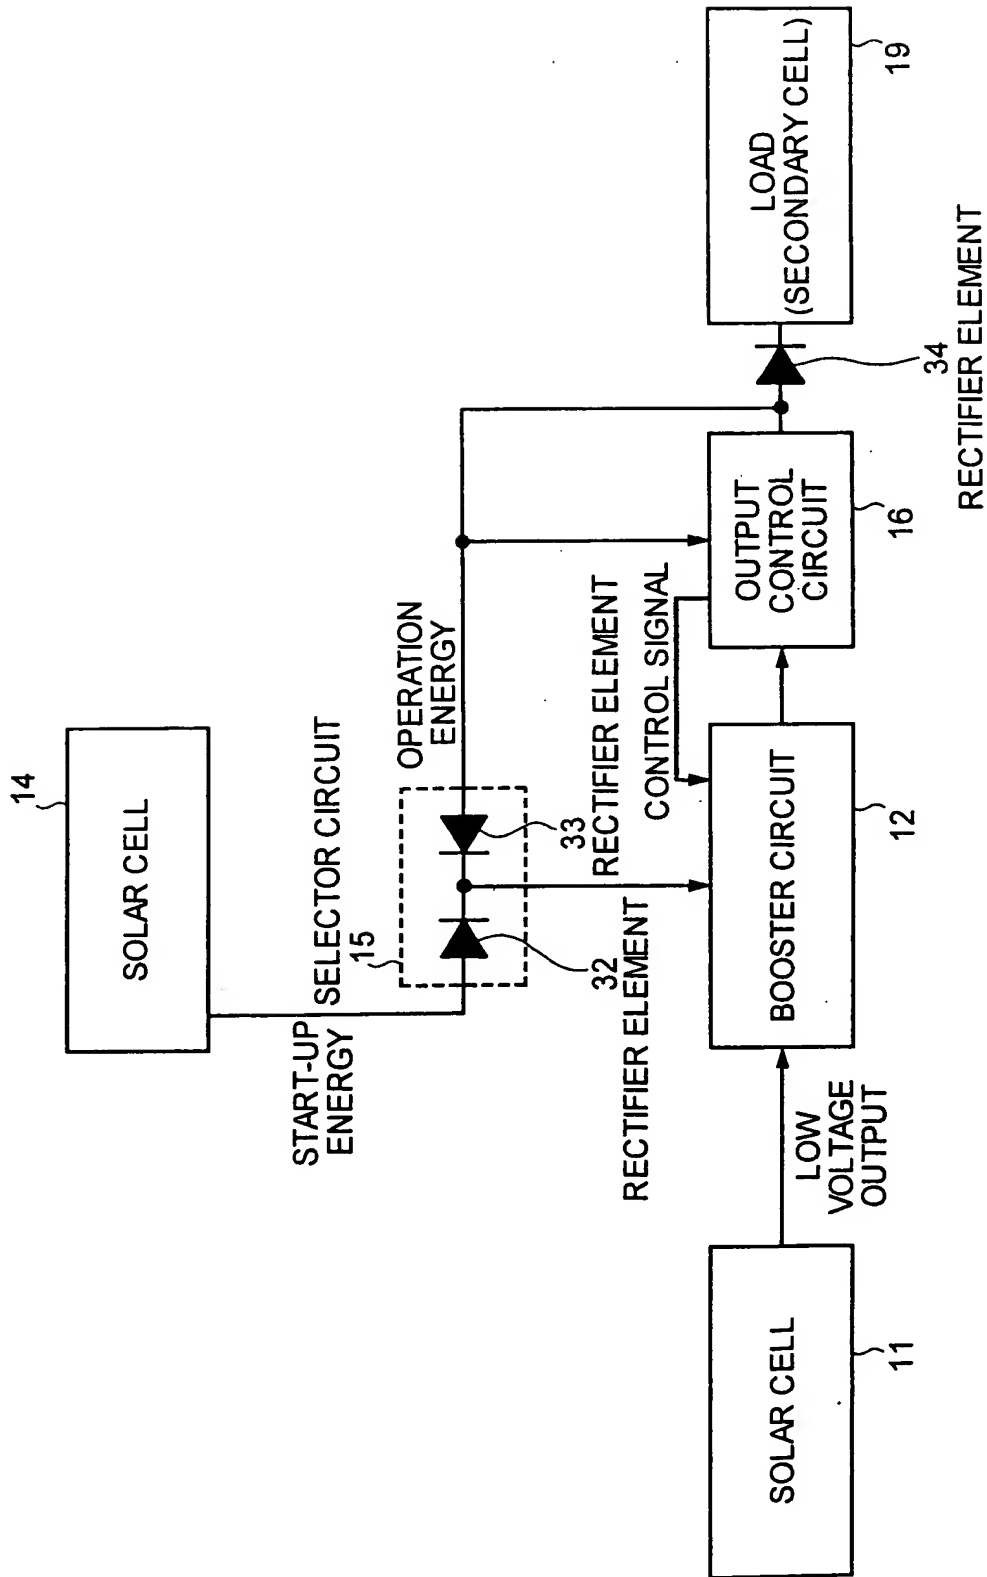 SOLAR CELL
14
START-UP
ENERGY
SELECTOR CIRCUIT
15
OPERATION
ENERGY
32
RECTIFIER ELEMENT
33
RECTIFIER ELEMENT
CONTROL SIGNAL
SOLAR CELL
11
LOW
VOLTAGE
OUTPUT
BOOSTER CIRCUIT
12
OUTPUT
CONTROL
CIRCUIT
16
34
RECTIFIER ELEMENT
LOAD
(SECONDARY CELL)
19